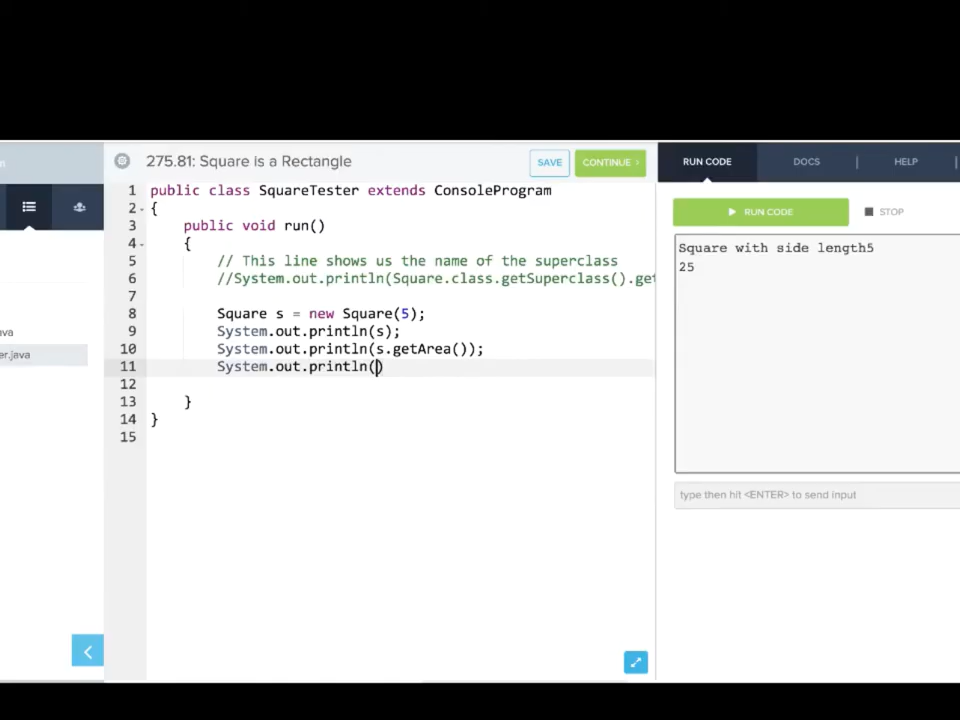 275.81: Square is a Rectangle
SAVE
CONTINUE
RUN CODE
DOCS
HELP
1 public class SquareTester extends ConsoleProgram
2 {
3 public void run()
4 {
5 // This line shows us the name of the superclass
6 //System.out.println(Square.class.getSuperclass().get
7
8 Square s = new Square(5);
9 System.out.println(s);
10 System.out.println(s.getArea());
11 System.out.println()
12
13 }
14 }
15
RUN CODE
STOP
Square with side length5
25
type then hit <ENTER> to send input
er.java